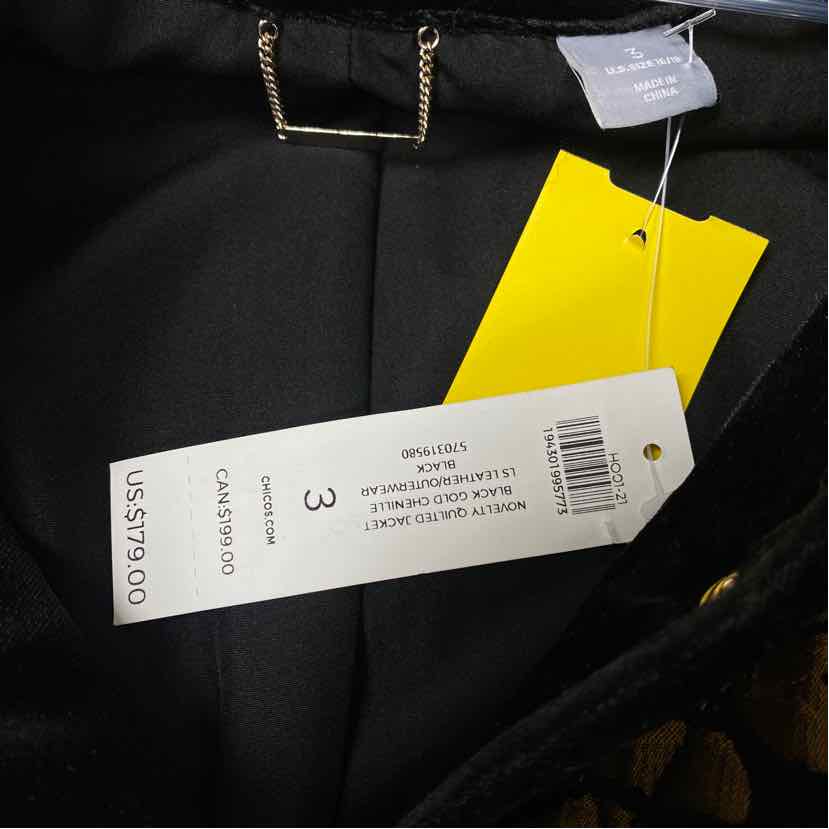 3
U.S. SIZE 16/18
MADE IN
CHINA
HO01-21
194301995773
NOVELTY QUILTED JACKET
BLACK GOLD CHENILLE
LS LEATHER/OUTERWEAR
BLACK
570319580
3
CHICOS.COM
CAN:$199.00
US:$179.00